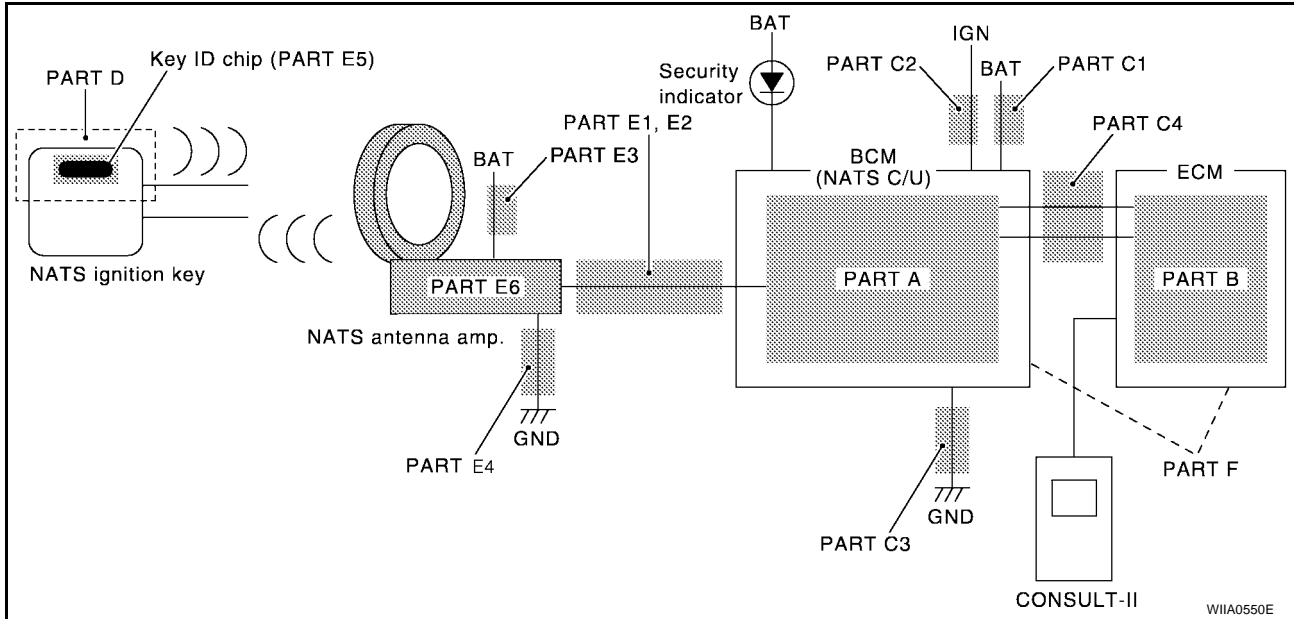 PART D
Key ID chip (PART E5)
NATS ignition key
BAT
PART E3
PART E1, E2
PART E6
NATS antenna amp.
PART E4
GND
BAT
Security
indicator
PART C2
IGN
BAT
PART C1
PART C4
BCM
(NATS C/U)
ECM
PART A
PART B
PART C3
GND
PART F
CONSULT-II
WIIA0550E